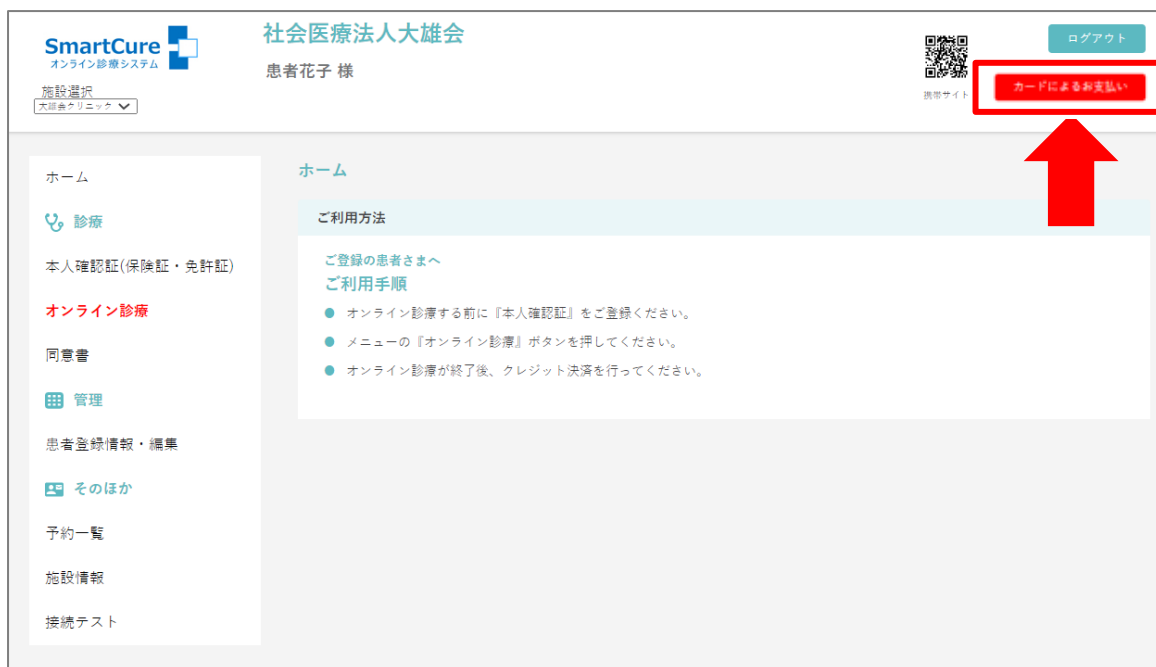 SmartCure
オンライン診療システム
社会医療法人大雄会
患者花子 様
施設選択
大雄会クリニック
携帯サイト
ログアウト
カードによるお支払い
ホーム
診療
本人確認証(保険証・免許証)
オンライン診療
同意書
管理
患者登録情報・編集
そのほか
予約一覧
施設情報
接続テスト
ホーム
ご利用方法
ご登録の患者さまへ
ご利用手順
オンライン診療する前に『本人確認証』をご登録ください。
メニューの『オンライン診療』ボタンを押してください。
オンライン診療が終了後、クレジット決済を行ってください。